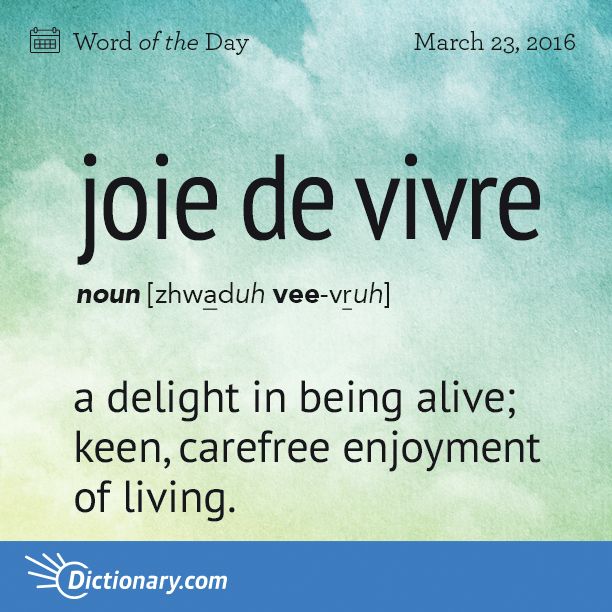 Word of the Day
March 23, 2016
joie de vivre
noun [zhwaduh vee-vruh]
a delight in being alive;
keen, carefree enjoyment
of living.
Dictionary.com